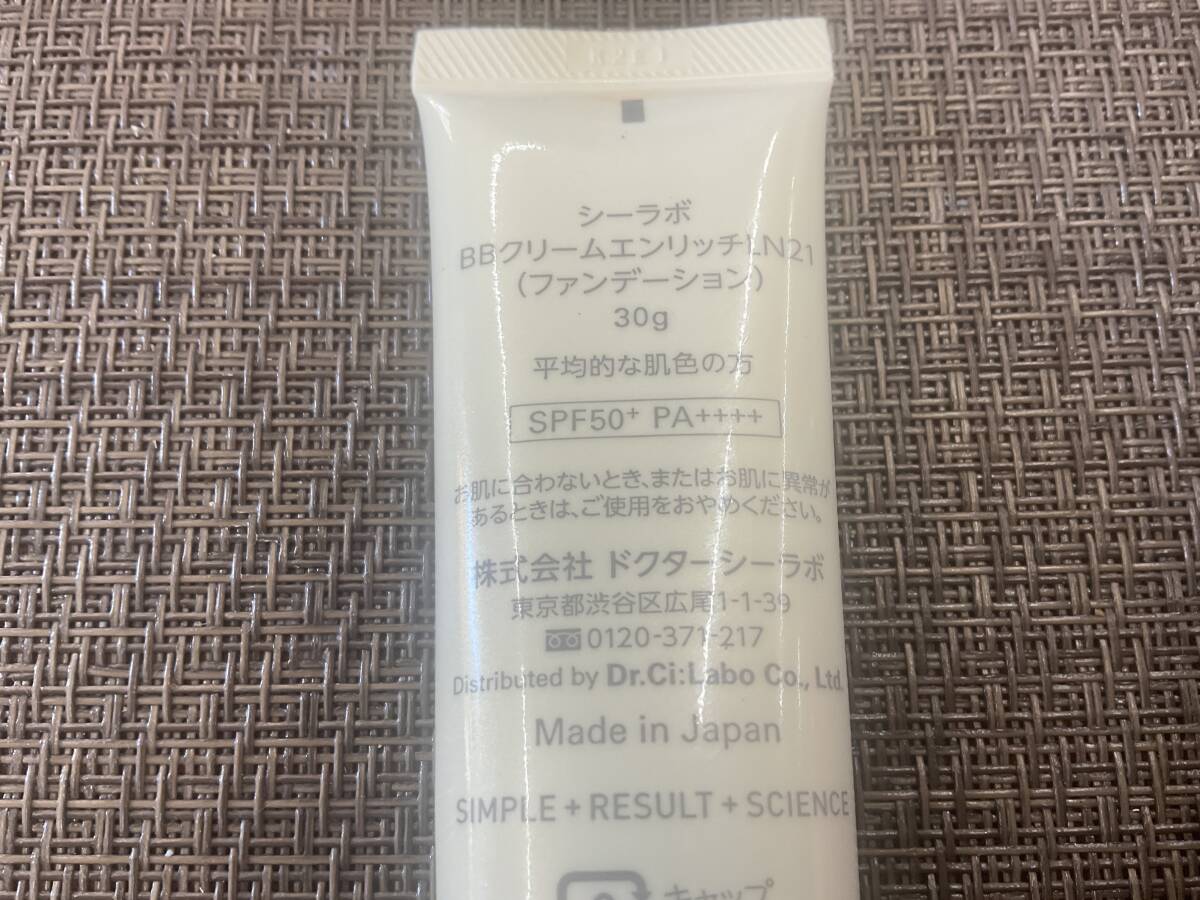 シーラボ
BBクリームエンリッチLN21
（ファンデーション）
30g
平均的な肌色の方
SPF50⁺ PA⁺⁺⁺⁺
お肌に合わないとき、またはお肌に異常が
あるときは、ご使用をおやめください。
株式会社 ドクターシーラボ
東京都渋谷区広尾1-1-39
0120-371-217
Distributed by Dr.Ci:Labo Co., Ltd.
Made in Japan
SIMPLE + RESULT + SCIENCE
キャップ